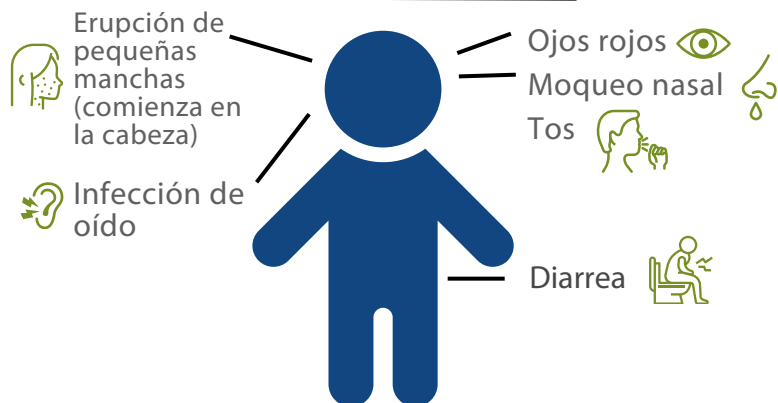 Erupción de
pequeñas
manchas
(comienza en
la cabeza)
Infección de
oído
Ojos rojos
Moqueo nasal
Tos
Diarrea